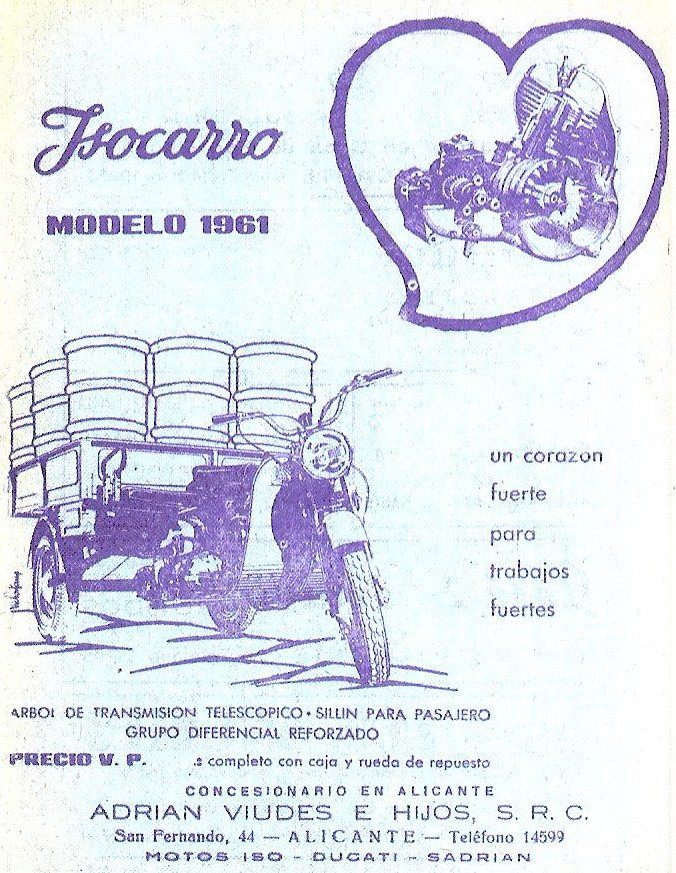 Isocarro
MODELO 1961
un corazon
fuerte
para
trabajos
fuertes
ARBOL DE TRANSMISION TELESCOPICO • SILLIN PARA PASAJERO
GRUPO DIFERENCIAL REFORZADO
PRECIO V. P. .s completo con caja y rueda de repuesto
CONCESIONARIO EN ALICANTE
ADRIAN VIUDES E HIJOS, S. R. C.
San Fernando, 44 — ALICANTE — Teléfono 14599
MOTOS ISO - DUCATI - SADRIAN